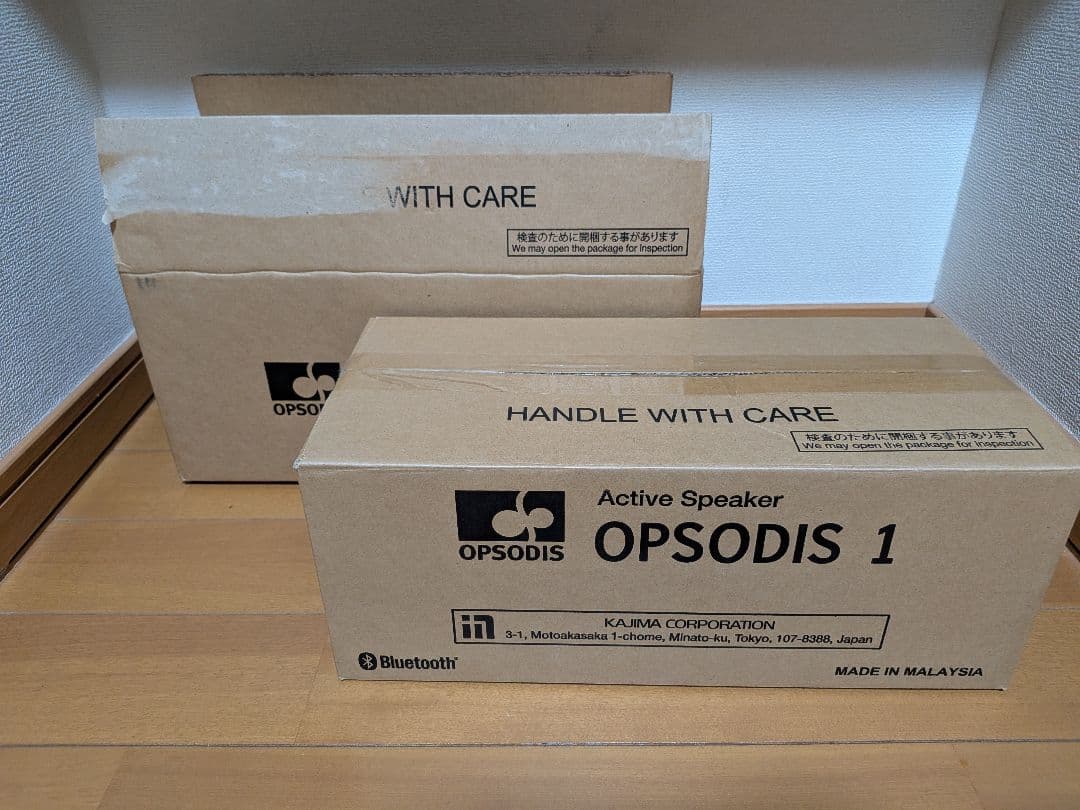 WITH CARE
検査のために開梱する事があります
We may open the package for inspection
OPSO
HANDLE WITH CARE
検査のために開梱する事があります
We may open the package for inspection
Active Speaker
OPSODIS
OPSODIS 1
KAJIMA CORPORATION
3-1, Motoakasaka 1-chome, Minato-ku, Tokyo, 107-8388, Japan
Bluetooth
MADE IN MALAYSIA